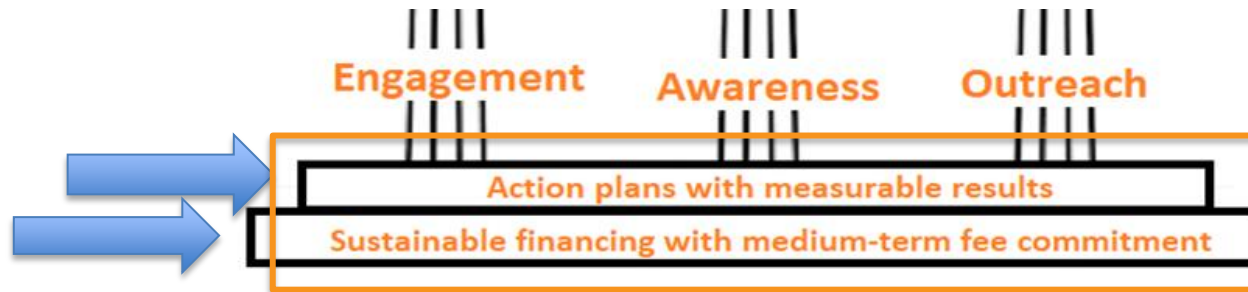 Engagement
Awareness
Outreach
Action plans with measurable results
Sustainable financing with medium-term fee commitment